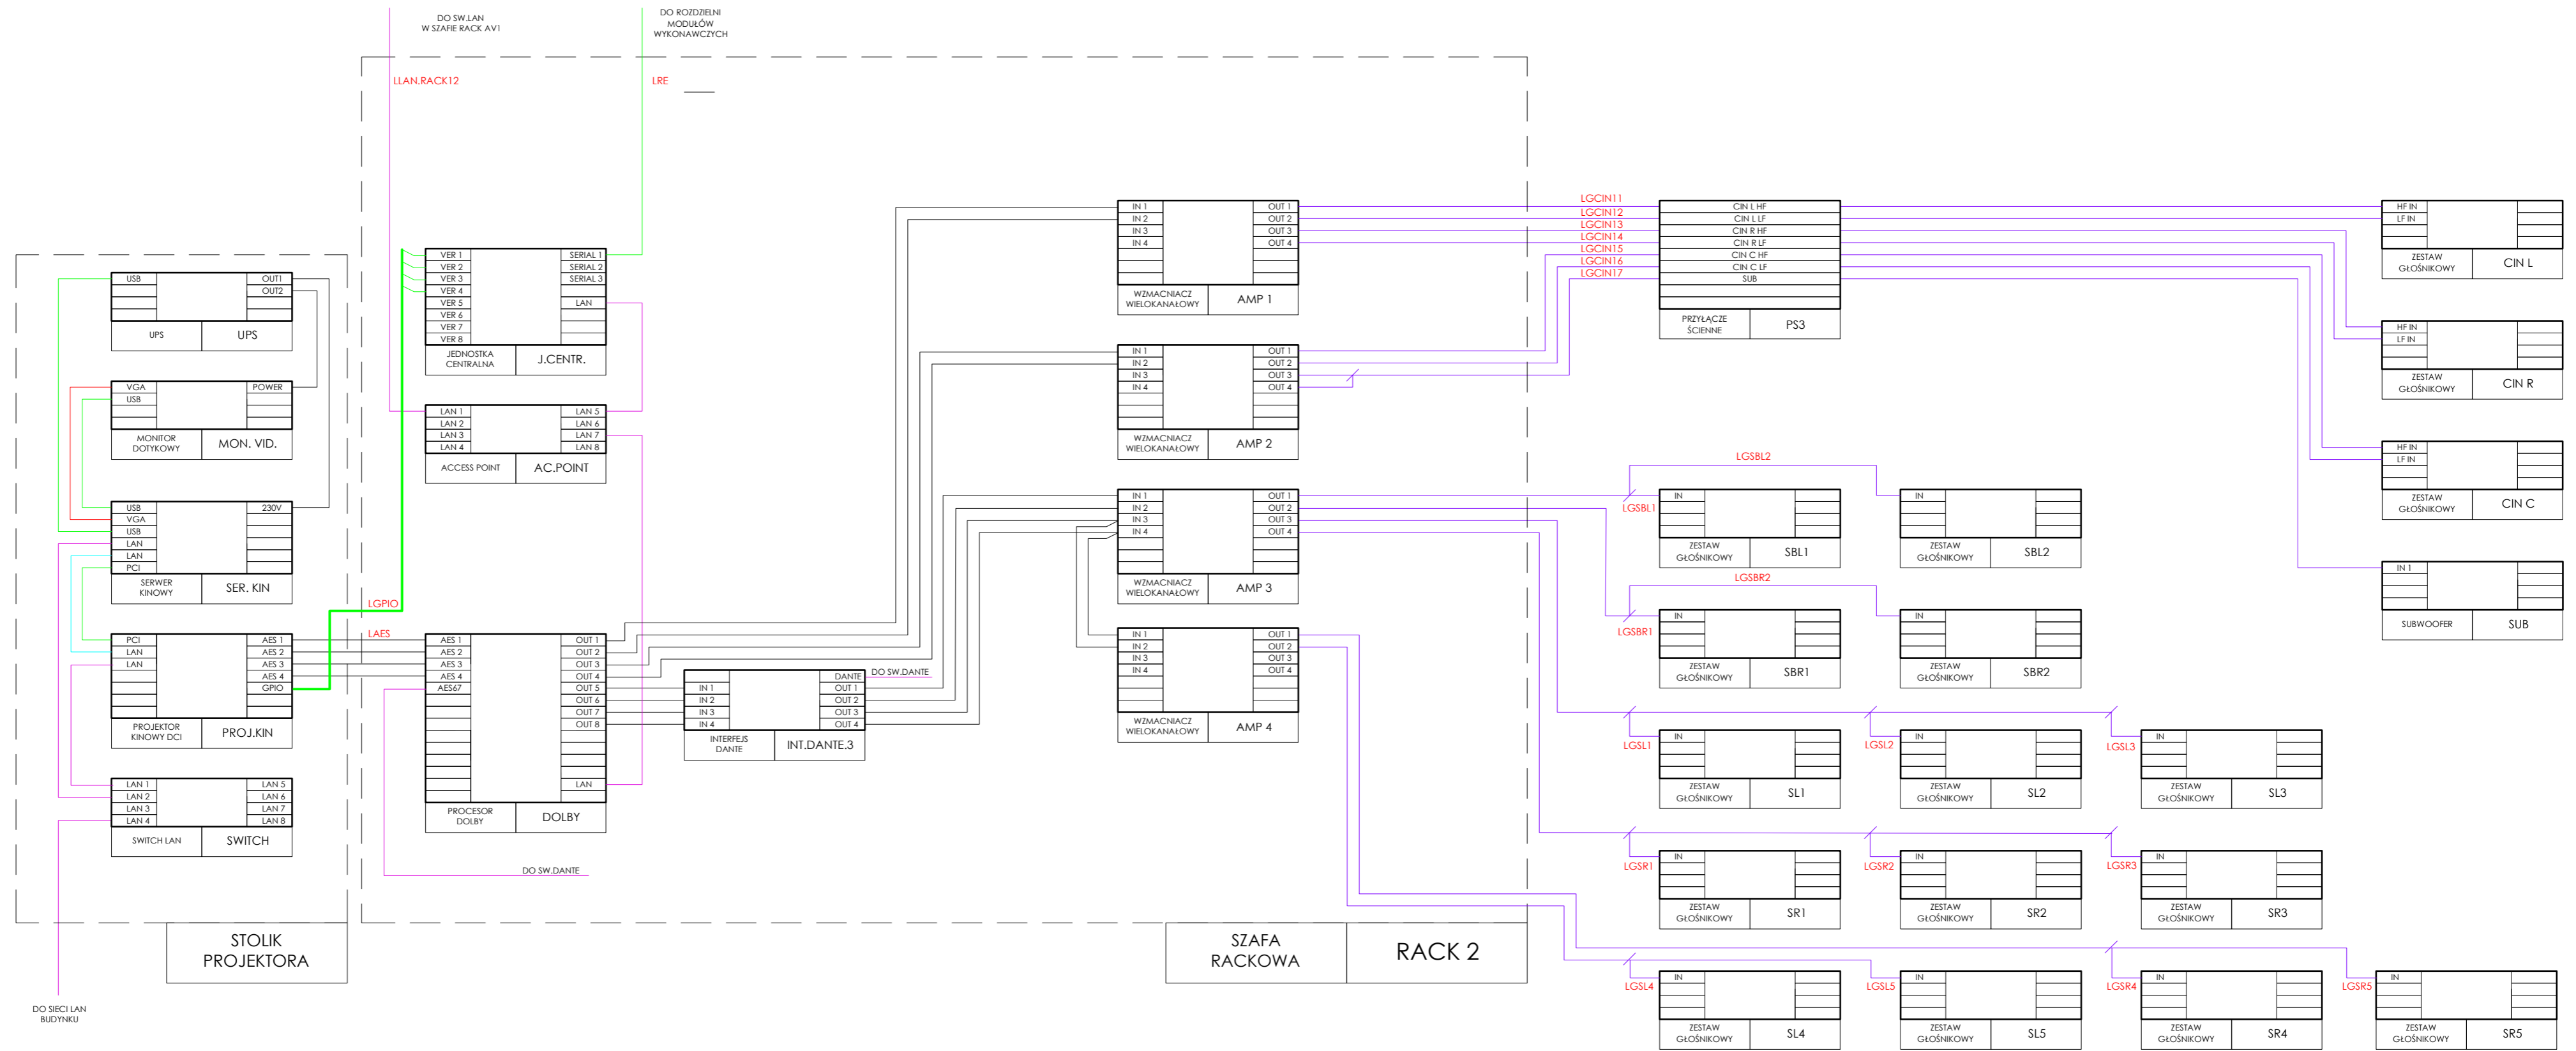 DO SW.LAN
W SZAFIE RACK AV1
DO ROZDZIELNI
MODUŁÓW
WYKONAWCZYCH
LLAN.RACK12
LRE
USB
OUT1
OUT2
UPS
UPS
VGA
POWER
USB
MONITOR
DOTYKOWY
MON. VID.
USB
230V
VGA
USB
LAN
LAN
PCI
SERWER
KINOWY
SER. KIN
PCI
AES 1
LAN
AES 2
LAN
AES 3
AES 4
GPIO
PROJEKTOR
KINOWY DCI
PROJ.KIN
LAN 1
LAN 5
LAN 2
LAN 6
LAN 3
LAN 7
LAN 4
LAN 8
SWITCH LAN
SWITCH
STOLIK
PROJEKTORA
DO SIECI LAN
BUDYNKU
LGPIO
LAES
VER 1
SERIAL 1
VER 2
SERIAL 2
VER 3
SERIAL 3
VER 4
VER 5
LAN
VER 6
VER 7
VER 8
JEDNOSTKA
CENTRALNA
J.CENTR.
LAN 1
LAN 5
LAN 2
LAN 6
LAN 3
LAN 7
LAN 4
LAN 8
ACCESS POINT
AC.POINT
AES 1
OUT 1
AES 2
OUT 2
AES 3
OUT 3
AES 4
OUT 4
AES67
OUT 5
OUT 6
OUT 7
OUT 8
LAN
PROCESOR
DOLBY
DOLBY
DO SW.DANTE
DANTE
DO SW.DANTE
IN 1
OUT 1
IN 2
OUT 2
IN 3
OUT 3
IN 4
OUT 4
INTERFEJS
DANTE
INT.DANTE.3
IN 1
OUT 1
IN 2
OUT 2
IN 3
OUT 3
IN 4
OUT 4
WZMACNIACZ
WIELOKANAŁOWY
AMP 1
IN 1
OUT 1
IN 2
OUT 2
IN 3
OUT 3
IN 4
OUT 4
WZMACNIACZ
WIELOKANAŁOWY
AMP 2
IN 1
OUT 1
IN 2
OUT 2
IN 3
OUT 3
IN 4
OUT 4
WZMACNIACZ
WIELOKANAŁOWY
AMP 3
IN 1
OUT 1
IN 2
OUT 2
IN 3
OUT 3
IN 4
OUT 4
WZMACNIACZ
WIELOKANAŁOWY
AMP 4
SZAFA
RACKOWA
RACK 2
LGCIN11
LGCIN12
LGCIN13
LGCIN14
LGCIN15
LGCIN16
LGCIN17
CIN L HF
CIN L LF
CIN R HF
CIN R LF
CIN C HF
CIN C LF
SUB
PRZYŁĄCZE
ŚCIENNE
PS3
HF IN
LF IN
ZESTAW
GŁOŚNIKOWY
CIN L
HF IN
LF IN
ZESTAW
GŁOŚNIKOWY
CIN R
HF IN
LF IN
ZESTAW
GŁOŚNIKOWY
CIN C
IN 1
SUBWOOFER
SUB
LGSBL2
LGSBL1
IN
ZESTAW
GŁOŚNIKOWY
SBL1
IN
ZESTAW
GŁOŚNIKOWY
SBL2
LGSBR2
LGSBR1
IN
ZESTAW
GŁOŚNIKOWY
SBR1
IN
ZESTAW
GŁOŚNIKOWY
SBR2
LGSL1
IN
ZESTAW
GŁOŚNIKOWY
SL1
LGSL2
IN
ZESTAW
GŁOŚNIKOWY
SL2
LGSL3
IN
ZESTAW
GŁOŚNIKOWY
SL3
LGSR1
IN
ZESTAW
GŁOŚNIKOWY
SR1
LGSR2
IN
ZESTAW
GŁOŚNIKOWY
SR2
LGSR3
IN
ZESTAW
GŁOŚNIKOWY
SR3
LGSL4
IN
ZESTAW
GŁOŚNIKOWY
SL4
LGSL5
IN
ZESTAW
GŁOŚNIKOWY
SL5
LGSR4
IN
ZESTAW
GŁOŚNIKOWY
SR4
LGSR5
IN
ZESTAW
GŁOŚNIKOWY
SR5